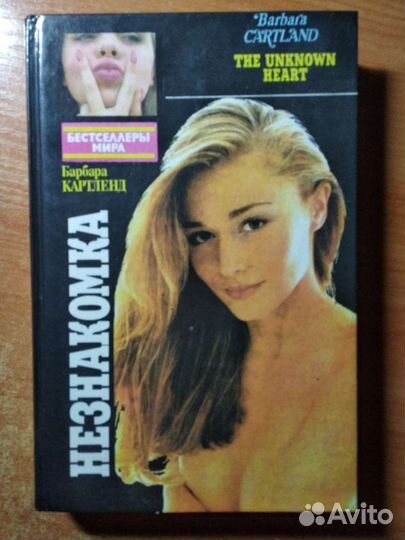 Barbara
CARTLAND
THE UNKNOWN
HEART
БЕСТСЕЛЛЕРЫ
МИРА
Барбара
КАРТЛЕНД
НЕЗНАКОМКА
Avito